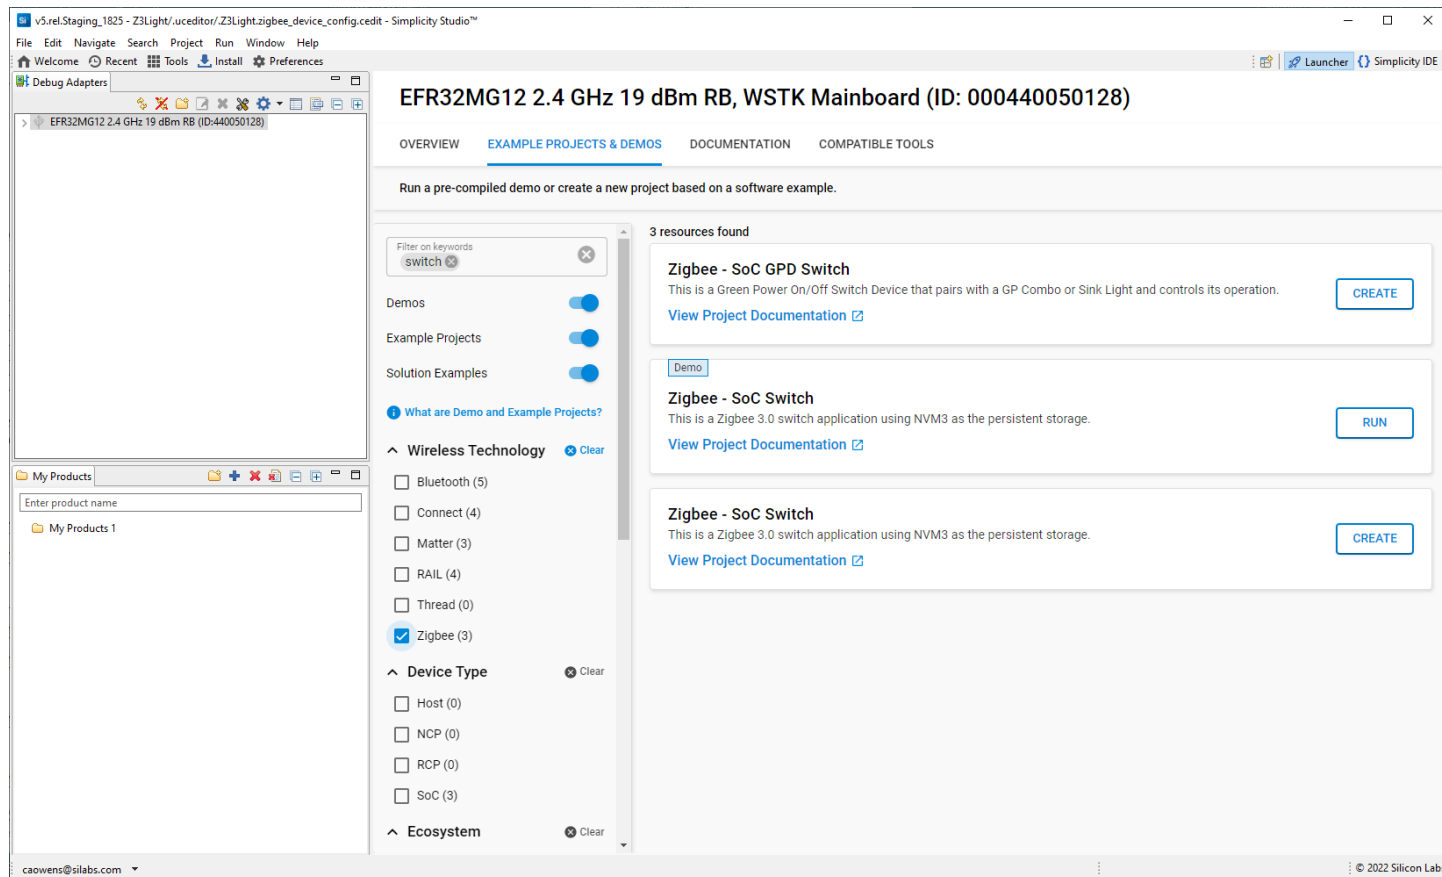 Si v5.rel.Staging_1825 - Z3Light/.uceditor/.Z3Light.zigbee_device_config.cedit - Simplicity Studio™
File Edit Navigate Search Project Run Window Help
Welcome Recent Tools Install Preferences
Launcher {} Simplicity IDE
Debug Adapters
EFR32MG12 2.4 GHz 19 dBm RB (ID:440050128)
EFR32MG12 2.4 GHz 19 dBm RB, WSTK Mainboard (ID: 000440050128)
OVERVIEW EXAMPLE PROJECTS & DEMOS DOCUMENTATION COMPATIBLE TOOLS
Run a pre-compiled demo or create a new project based on a software example.
Filter on keywords
switch
Demos
Example Projects
Solution Examples
What are Demo and Example Projects?
Wireless Technology Clear
Bluetooth (5)
Connect (4)
Matter (3)
RAIL (4)
Thread (0)
Zigbee (3)
Device Type Clear
Host (0)
NCP (0)
RCP (0)
SoC (3)
Ecosystem Clear
3 resources found
Zigbee - SoC GPD Switch
This is a Green Power On/Off Switch Device that pairs with a GP Combo or Sink Light and controls its operation.
View Project Documentation
CREATE
Demo
Zigbee - SoC Switch
This is a Zigbee 3.0 switch application using NVM3 as the persistent storage.
View Project Documentation
RUN
Zigbee - SoC Switch
This is a Zigbee 3.0 switch application using NVM3 as the persistent storage.
View Project Documentation
CREATE
My Products
Enter product name
My Products 1
caowens@silabs.com
© 2022 Silicon Lab